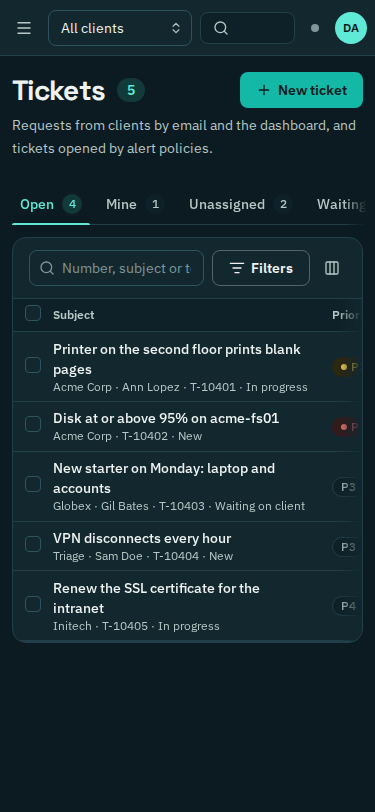 All clients
DA
Tickets 5
New ticket
Requests from clients by email and the dashboard, and
tickets opened by alert policies.
Open 4 Mine 1 Unassigned 2 Waiting
Number, subject or t
Filters
Subject Prior
Printer on the second floor prints blank
pages
Acme Corp · Ann Lopez · T-10401 · In progress
P
Disk at or above 95% on acme-fs01
Acme Corp · T-10402 · New
P
New starter on Monday: laptop and
accounts
Globex · Gil Bates · T-10403 · Waiting on client
P3
VPN disconnects every hour
Triage · Sam Doe · T-10404 · New
P3
Renew the SSL certificate for the
intranet
Initech · T-10405 · In progress
P4